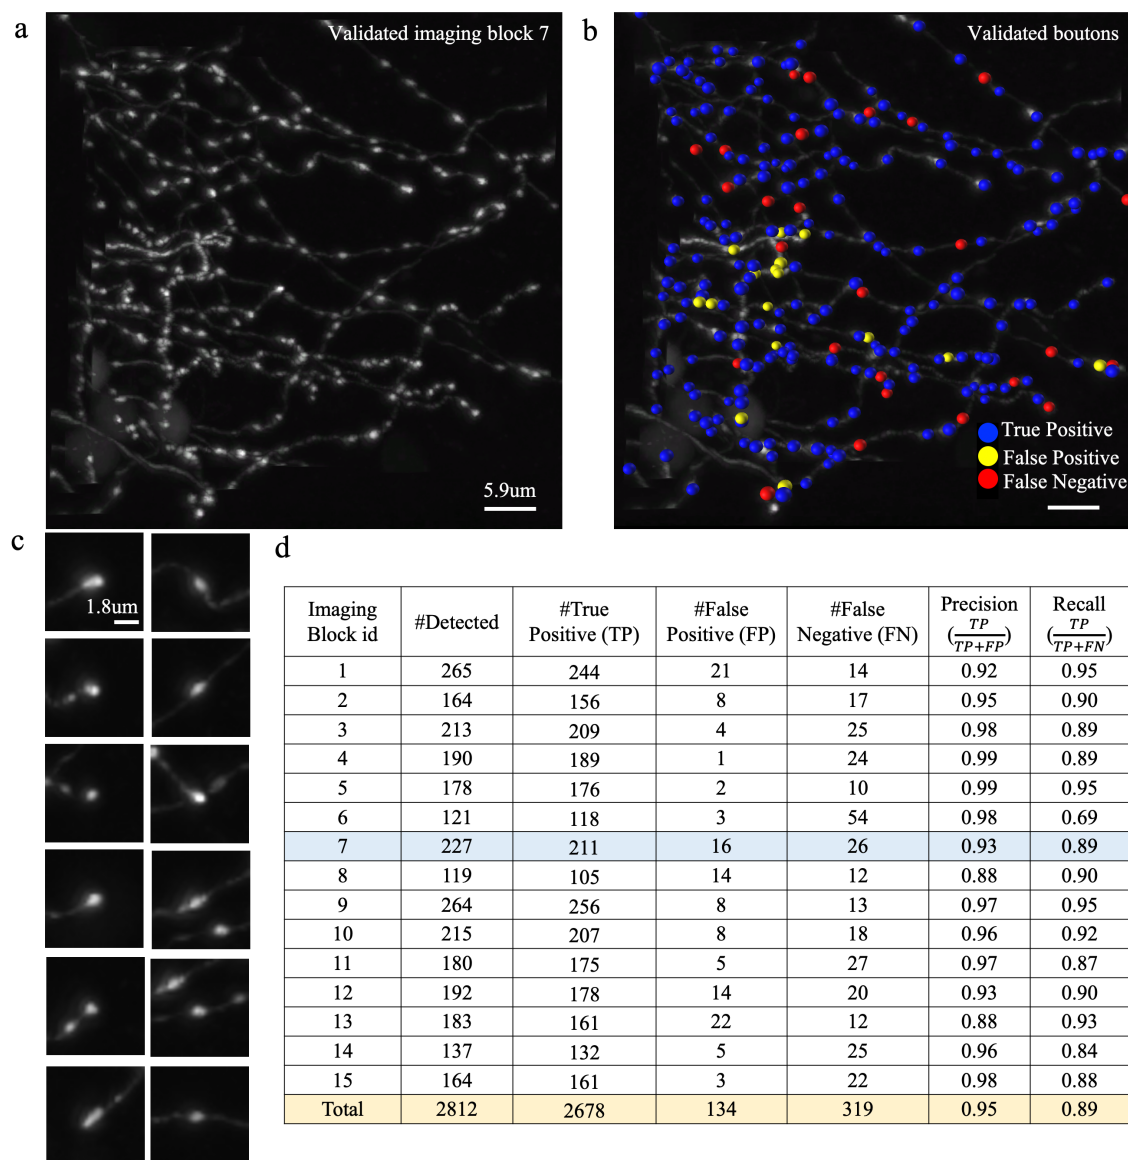 a
Validated imaging block 7
5.9um
b
Validated boutons
True Positive
False Positive
False Negative
c
1.8um
d
Imaging Block id #Detected #True Positive (TP) #False Positive (FP) #False Negative (FN) Precision (TP/TP+FP) Recall (TP/TP+FN)
1 265 244 21 14 0.92 0.95
2 164 156 8 17 0.95 0.90
3 213 209 4 25 0.98 0.89
4 190 189 1 24 0.99 0.89
5 178 176 2 10 0.99 0.95
6 121 118 3 54 0.98 0.69
7 227 211 16 26 0.93 0.89
8 119 105 14 12 0.88 0.90
9 264 256 8 13 0.97 0.95
10 215 207 8 18 0.96 0.92
11 180 175 5 27 0.97 0.87
12 192 178 14 20 0.93 0.90
13 183 161 22 12 0.88 0.93
14 137 132 5 25 0.96 0.84
15 164 161 3 22 0.98 0.88
Total 2812 2678 134 319 0.95 0.89